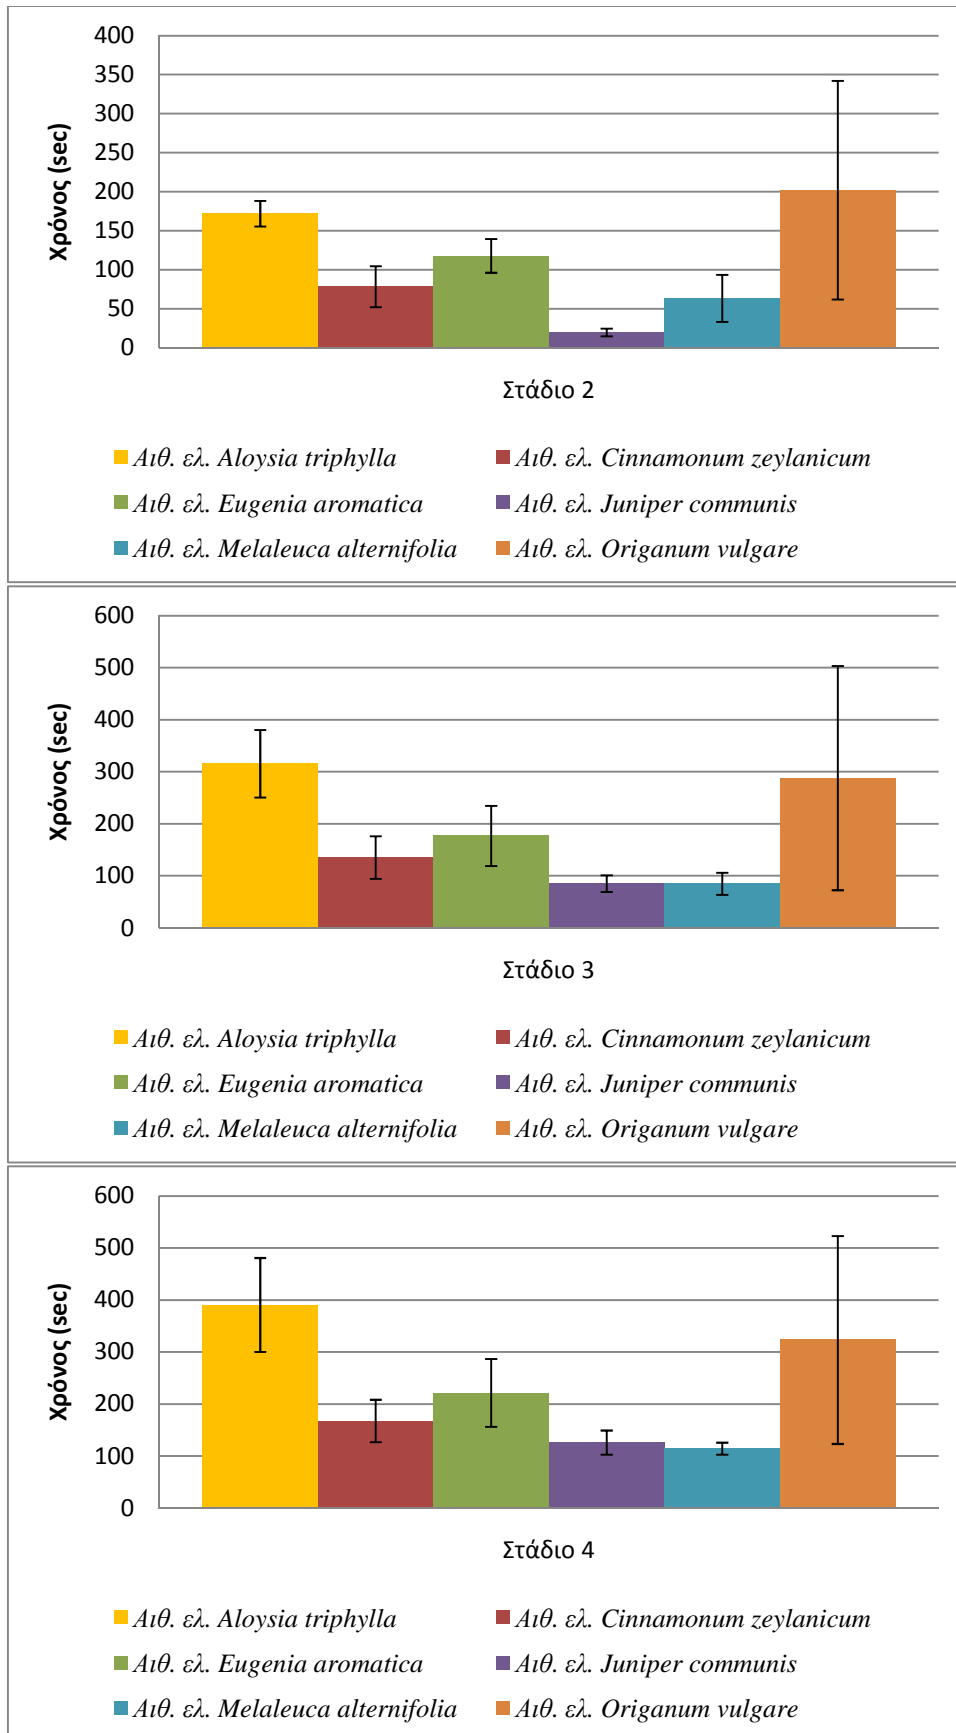 400
350
300
250
200
150
100
50
0
Χρόνος (sec)
Στάδιο 2
Αιθ. ελ. Aloysia triphylla Αιθ. ελ. Cinnamonum zeylanicum
Αιθ. ελ. Eugenia aromatica Αιθ. ελ. Juniper communis
Αιθ. ελ. Melaleuca alternifolia Αιθ. ελ. Origanum vulgare
600
500
400
300
200
100
0
Χρόνος (sec)
Στάδιο 3
Αιθ. ελ. Aloysia triphylla Αιθ. ελ. Cinnamonum zeylanicum
Αιθ. ελ. Eugenia aromatica Αιθ. ελ. Juniper communis
Αιθ. ελ. Melaleuca alternifolia Αιθ. ελ. Origanum vulgare
600
500
400
300
200
100
0
Χρόνος (sec)
Στάδιο 4
Αιθ. ελ. Aloysia triphylla Αιθ. ελ. Cinnamonum zeylanicum
Αιθ. ελ. Eugenia aromatica Αιθ. ελ. Juniper communis
Αιθ. ελ. Melaleuca alternifolia Αιθ. ελ. Origanum vulgare